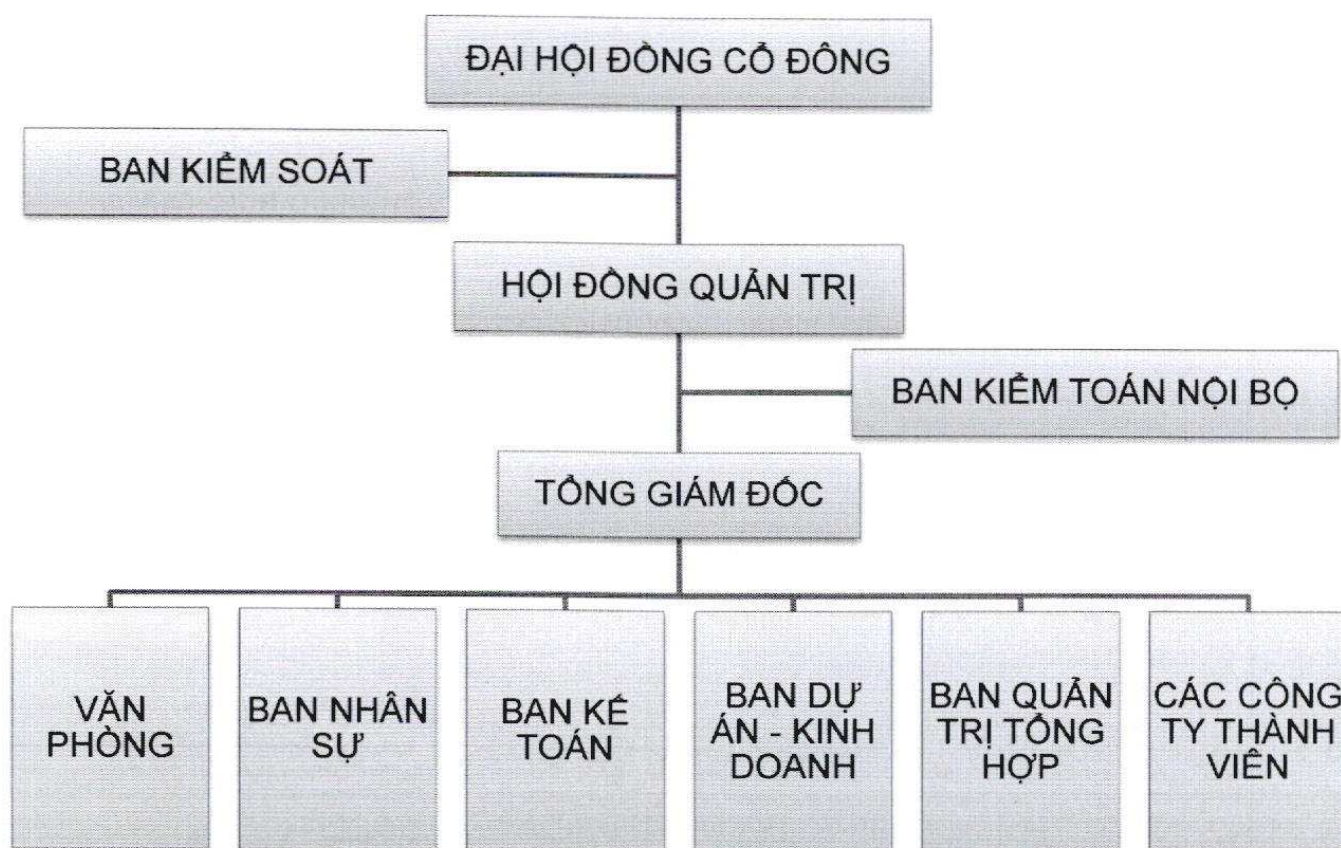 ĐẠI HỘI ĐỒNG CỔ ĐÔNG
BAN KIỂM SOÁT
HỘI ĐỒNG QUẢN TRỊ
BAN KIỂM TOÁN NỘI BỘ
TỔNG GIÁM ĐỐC
VĂN
PHÒNG
BAN NHÂN
SỰ
BAN KẾ
TOÁN
BAN DỰ
ÁN - KINH
DOANH
BAN QUẢN
TRỊ TỔNG
HỢP
CÁC CÔNG
TY THÀNH
VIÊN